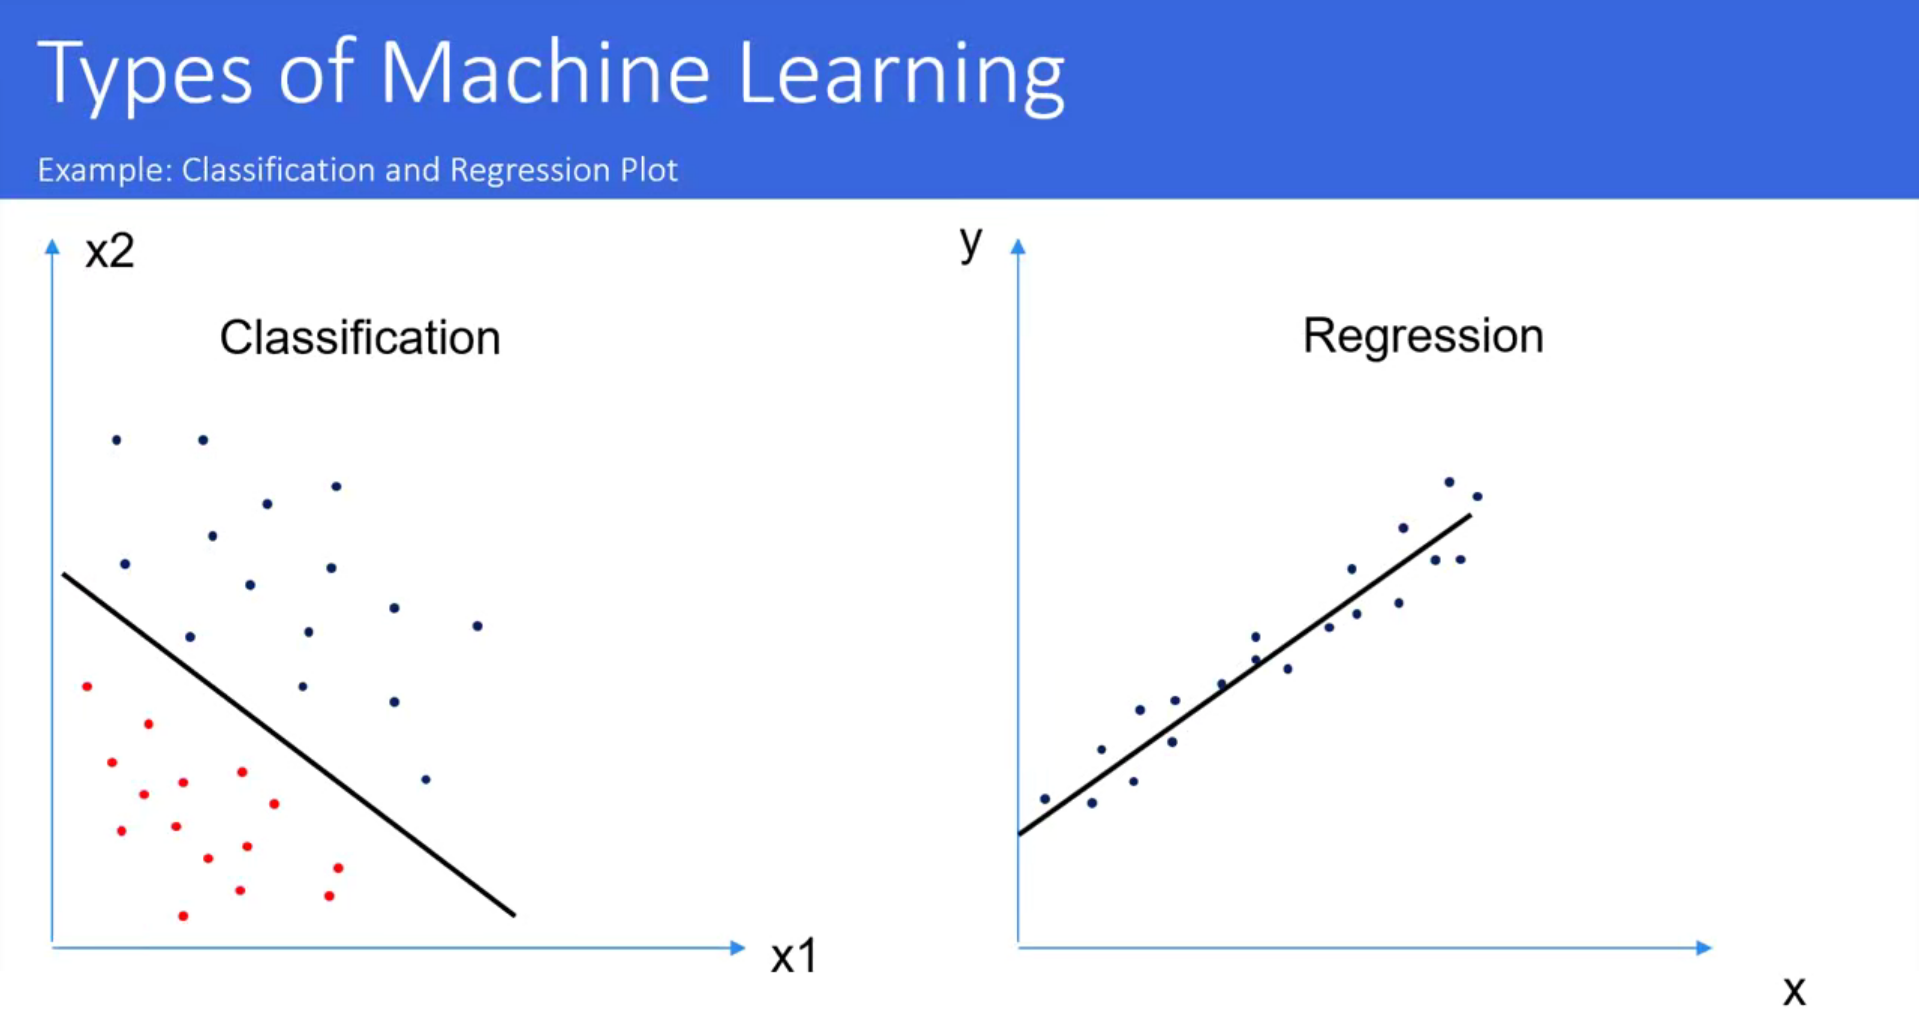 Types of Machine Learning
Example: Classification and Regression Plot
x2
Classification
x1
y
Regression
x